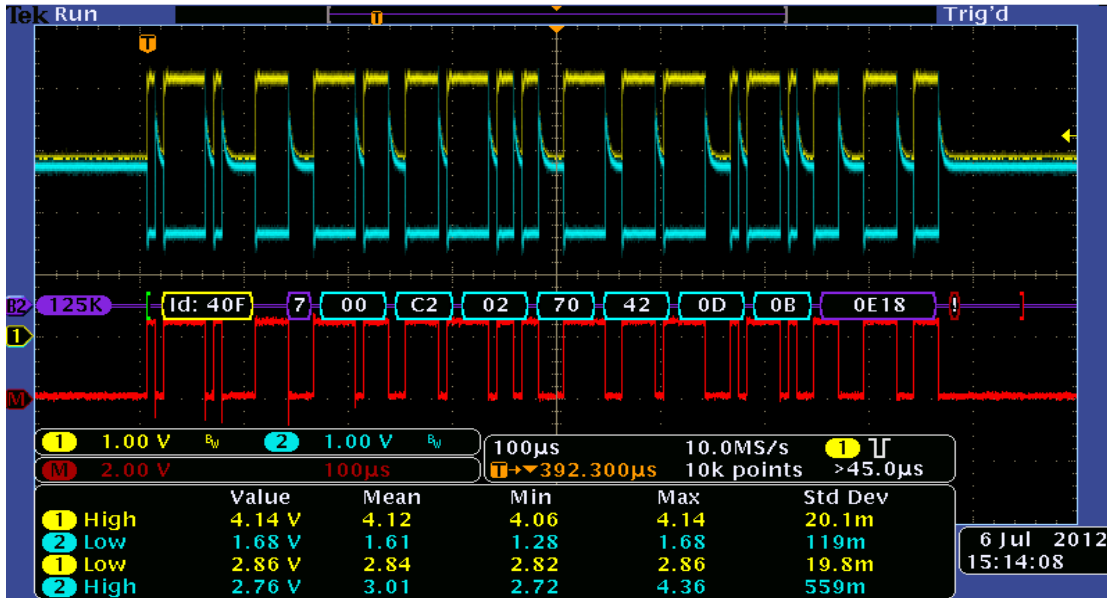 Tek Run Trig'd
T
T
B2 125K Id: 40F 7 00 C2 02 70 42 0D 0B 0E18 !
1
M
1 1.00 V BW 2 1.00 V BW
M 2.00 V 100µs
100µs 10.0MS/s 1
T→▼392.300µs 10k points >45.0µs
Value Mean Min Max Std Dev
1 High 4.14 V 4.12 4.06 4.14 20.1m
2 Low 1.68 V 1.61 1.28 1.68 119m
1 Low 2.86 V 2.84 2.82 2.86 19.8m
2 High 2.76 V 3.01 2.72 4.36 559m
6 Jul 2012
15:14:08